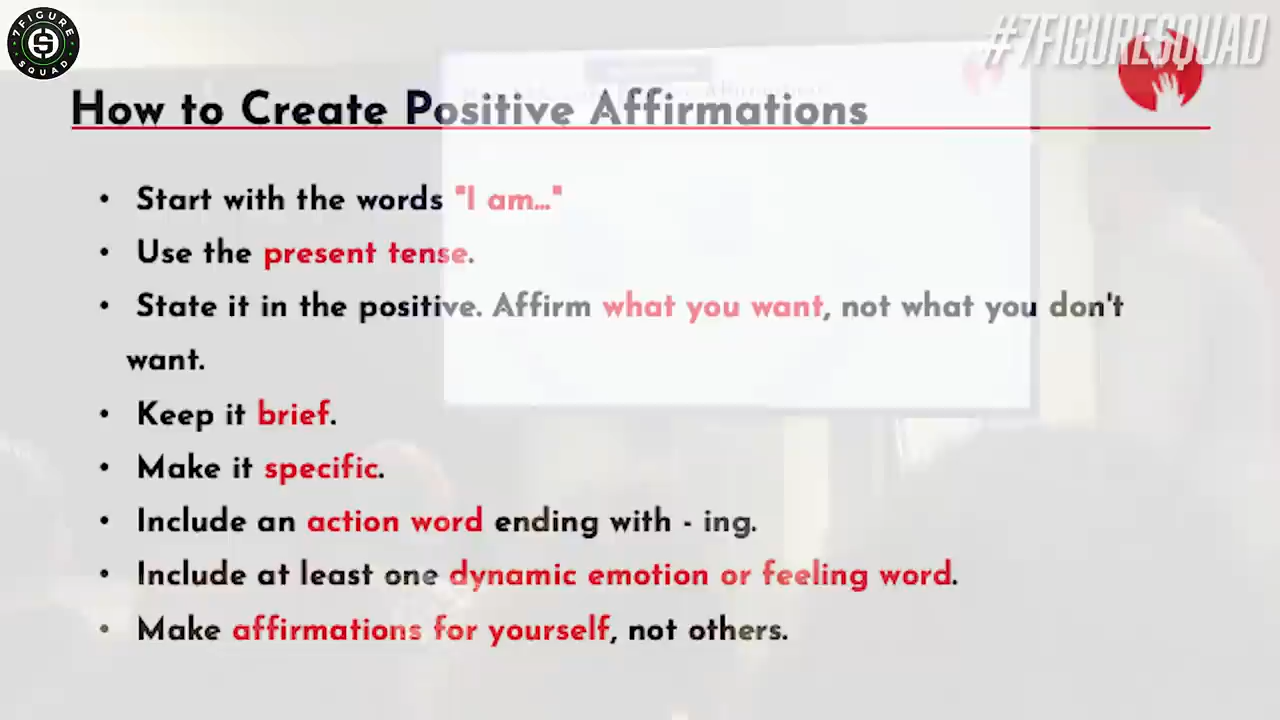 7FIGURE
SQUAD
#7FIGURESQUAD
How to Create Positive Affirmations
• Start with the words "I am..."
• Use the present tense.
• State it in the positive. Affirm what you want, not what you don't
want.
• Keep it brief.
• Make it specific.
• Include an action word ending with - ing.
• Include at least one dynamic emotion or feeling word.
• Make affirmations for yourself, not others.